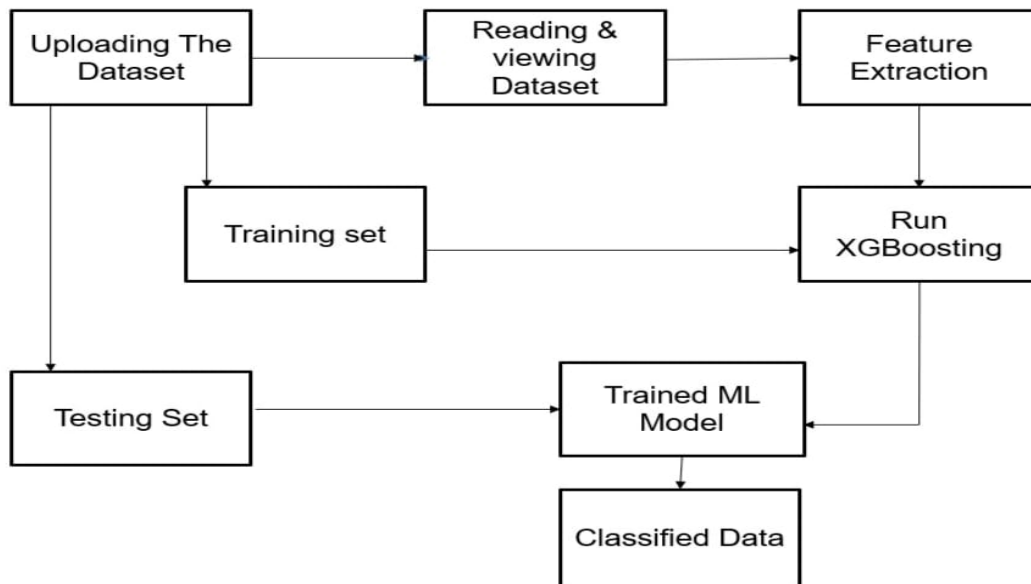 Uploading The
Dataset
Reading &
viewing
Dataset
Feature
Extraction
Training set
Run
XGBoosting
Testing Set
Trained ML
Model
Classified Data